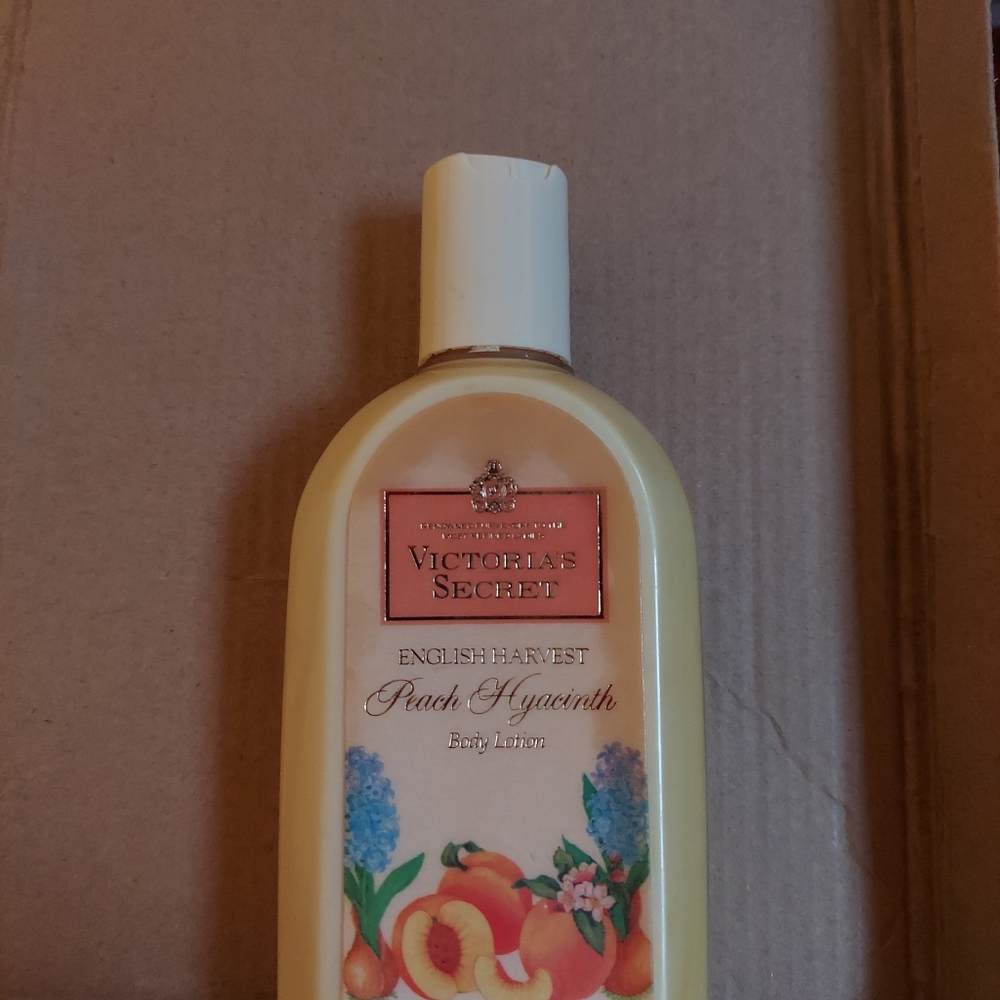 VICTORIA'S
SECRET
ENGLISH HARVEST
Peach Hyacinth
Body Lotion